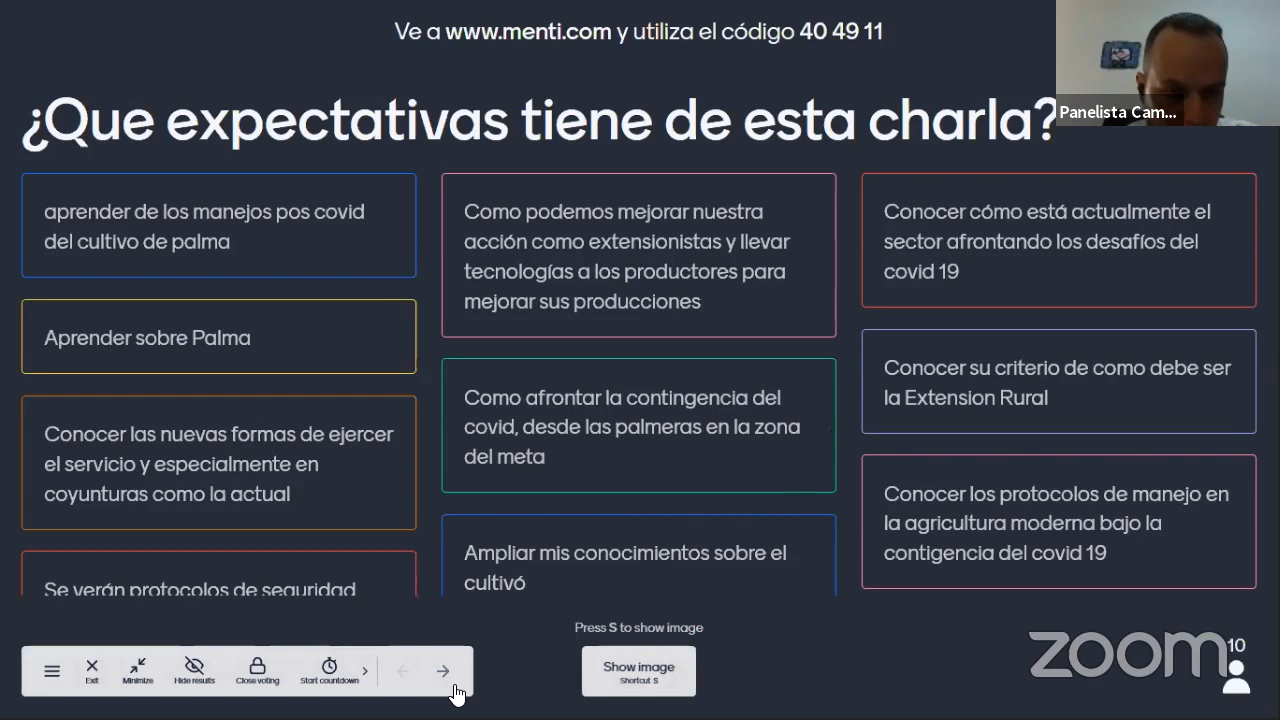 Ve a www.menti.com y utiliza el código 40 49 11
¿Que expectativas tiene de esta charla?
Panelista Cam...
aprender de los manejos pos covid
del cultivo de palma
Aprender sobre Palma
Conocer las nuevas formas de ejercer
el servicio y especialmente en
coyunturas como la actual
Se verán protocolos de seguridad
Como podemos mejorar nuestra
acción como extensionistas y llevar
tecnologías a los productores para
mejorar sus producciones
Como afrontar la contingencia del
covid, desde las palmeras en la zona
del meta
Ampliar mis conocimientos sobre el
cultivó
Conocer cómo está actualmente el
sector afrontando los desafíos del
covid 19
Conocer su criterio de como debe ser
la Extension Rural
Conocer los protocolos de manejo en
la agricultura moderna bajo la
contigencia del covid 19
Press S to show image
Show image
Shortcut S
Exit
Minimize
Hide results
Close voting
Start countdown
zoom
10